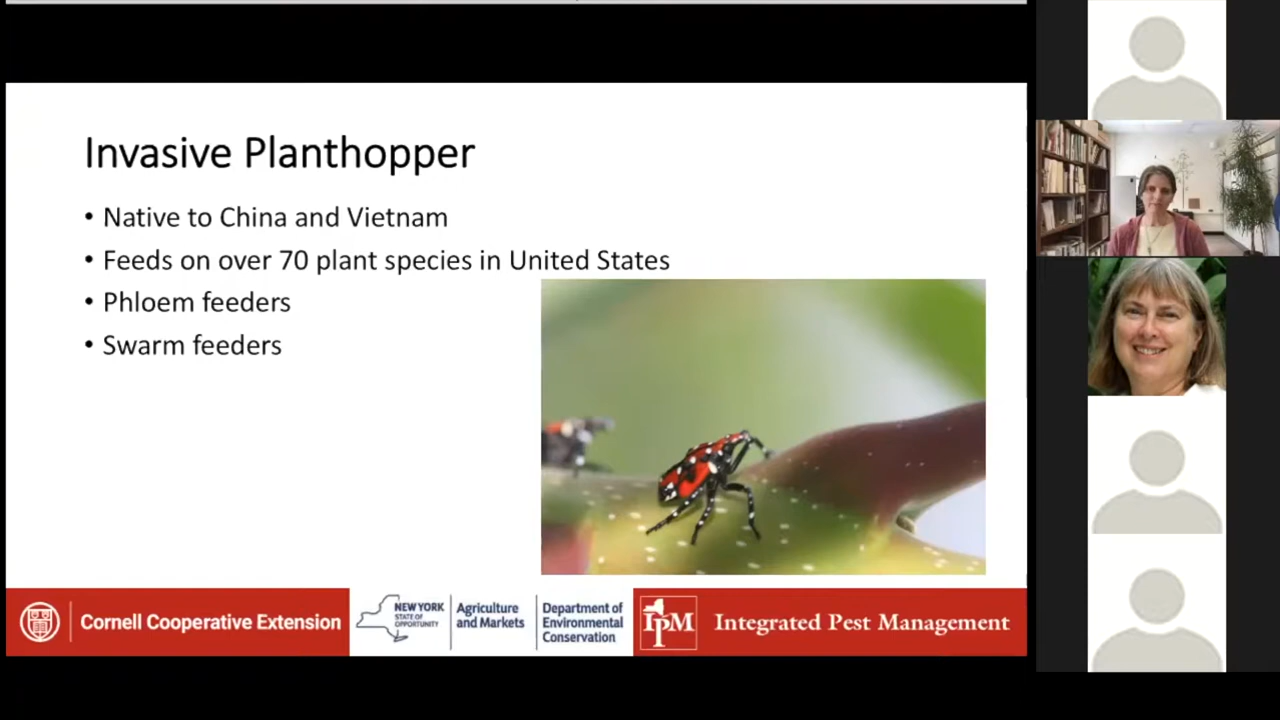 Invasive Planthopper
• Native to China and Vietnam
• Feeds on over 70 plant species in United States
• Phloem feeders
• Swarm feeders
Cornell Cooperative Extension
NEW YORK
STATE OF
OPPORTUNITY
Agriculture
and Markets
Department of
Environmental
Conservation
IPM
Integrated Pest Management